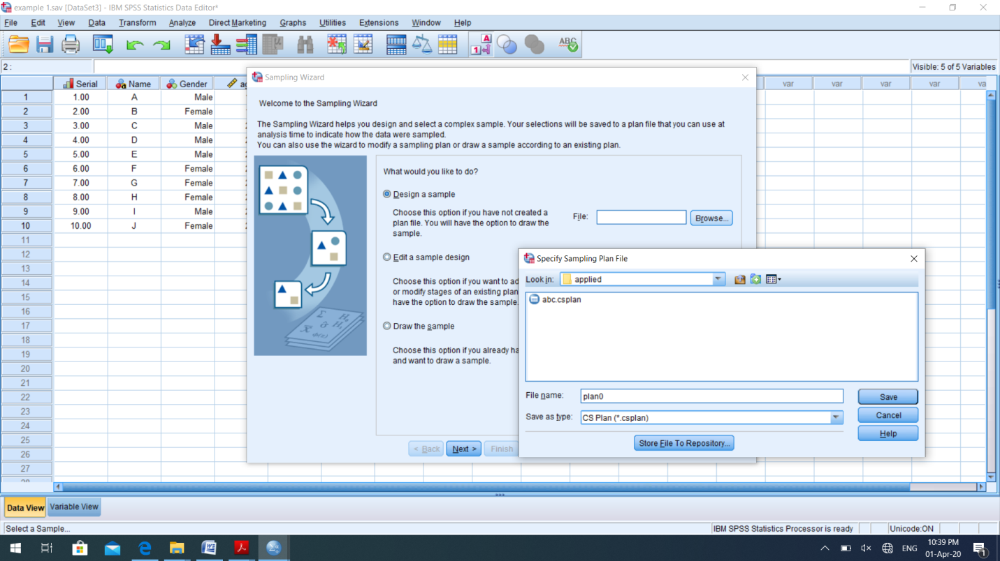 example 1.sav [DataSet3] - IBM SPSS Statistics Data Editor*
File Edit View Data Transform Analyze Direct Marketing Graphs Utilities Extensions Window Help
2 :
Visible: 5 of 5 Variables
Serial Name Gender var var var var
1 1.00 A Male
2 2.00 B Female
3 3.00 C Male
4 4.00 D Male
5 5.00 E Male
6 6.00 F Female
7 7.00 G Female
8 8.00 H Female
9 9.00 I Male
10 10.00 J Female
11
12
13
14
15
16
17
18
19
20
21
22
23
24
25
26
27
Sampling Wizard
Welcome to the Sampling Wizard
The Sampling Wizard helps you design and select a complex sample. Your selections will be saved to a plan file that you can use at
analysis time to indicate how the data were sampled.
You can also use the wizard to modify a sampling plan or draw a sample according to an existing plan.
What would you like to do?
Design a sample
Choose this option if you have not created a
plan file. You will have the option to draw the
sample.
File:
Browse...
Edit a sample design
Choose this option if you want to ad
or modify stages of an existing plan
have the option to draw the sample.
Draw the sample
Choose this option if you already ha
and want to draw a sample.
< Back Next > Finish
Specify Sampling Plan File
Look in: applied
abc.csplan
File name: plan0
Save as type: CS Plan (*.csplan)
Save
Cancel
Help
Store File To Repository...
Data View Variable View
Select a Sample...
IBM SPSS Statistics Processor is ready
Unicode:ON
ENG
10:39 PM
01-Apr-20
1